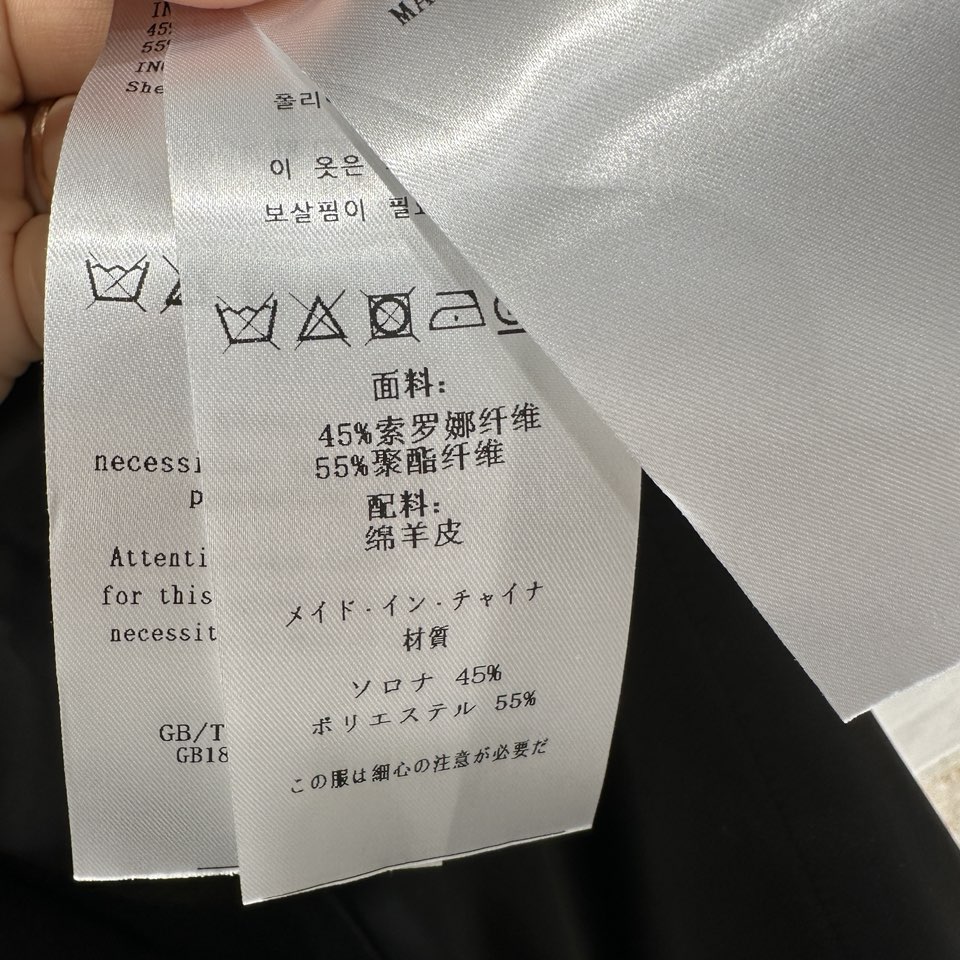 45
55
necessi
p
Attenti
for this
necessit
GB/T
GB18
폴리
이 옷은
보살핌이 필요
面料:
45%索罗娜纤维
55%聚酯纤维
配料:
绵羊皮
メイド·イン·チャイナ
材質
ソロナ 45%
ポリエステル 55%
この服は細心の注意が必要だ
MA